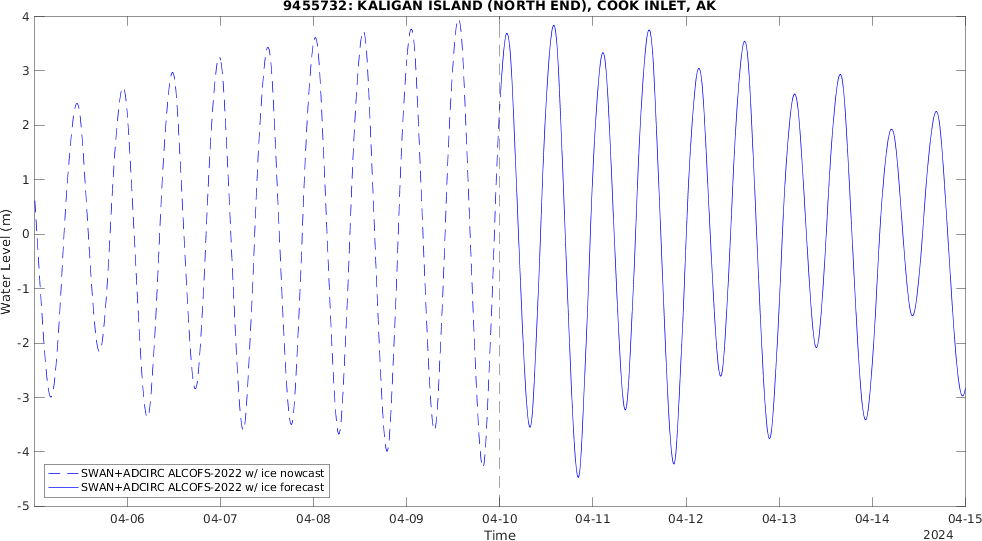 9455732: KALIGAN ISLAND (NORTH END), COOK INLET, AK
Water Level (m)
4
3
2
1
0
-1
-2
-3
-4
-5
SWAN+ADCIRC ALCOFS-2022 w/ ice nowcast
SWAN+ADCIRC ALCOFS-2022 w/ ice forecast
04-06 04-07 04-08 04-09 04-10 04-11 04-12 04-13 04-14 04-15
Time
2024